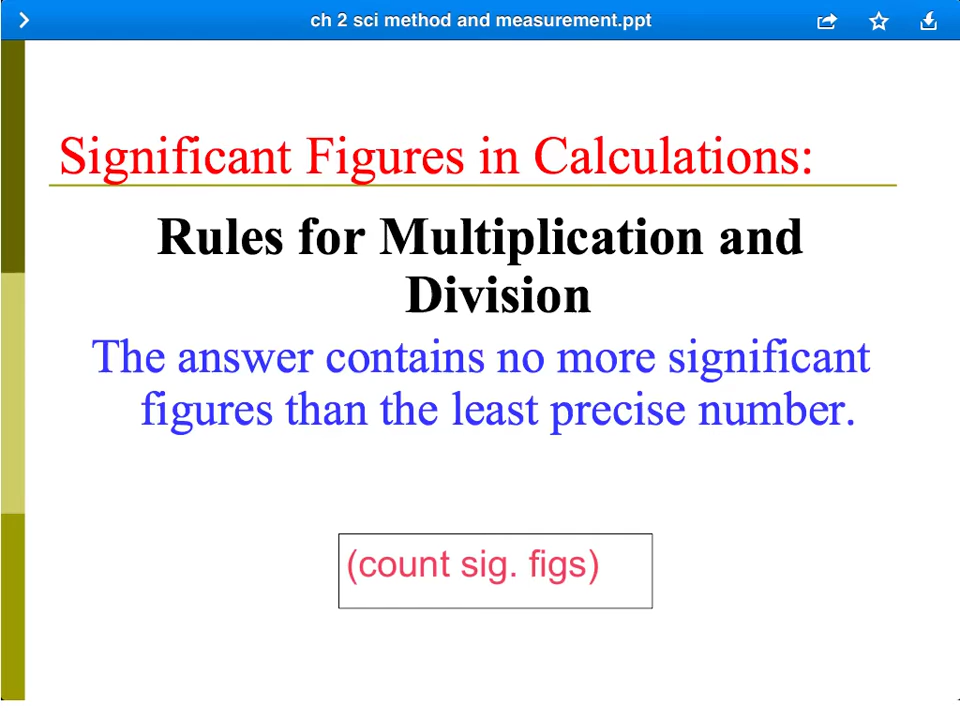 ch 2 sci method and measurement.ppt
Significant Figures in Calculations:
Rules for Multiplication and
Division
The answer contains no more significant
figures than the least precise number.
(count sig. figs)